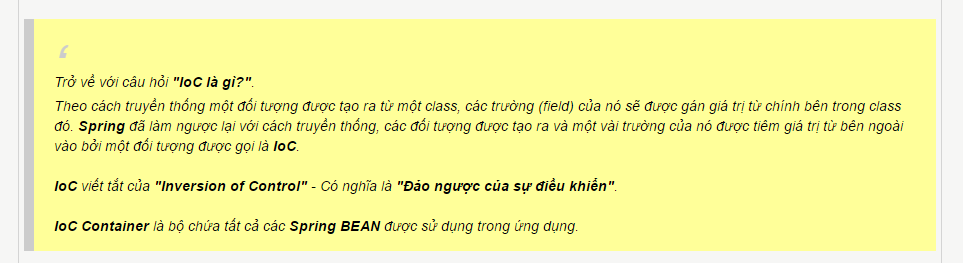 Trở về với câu hỏi "IoC là gì?".
Theo cách truyền thống một đối tượng được tạo ra từ một class, các trường (field) của nó sẽ được gán giá trị từ chính bên trong class
đó. Spring đã làm ngược lại với cách truyền thống, các đối tượng được tạo ra và một vài trường của nó được tiêm giá trị từ bên ngoài
vào bởi một đối tượng được gọi là IoC.
IoC viết tắt của "Inversion of Control" - Có nghĩa là "Đảo ngược của sự điều khiển".
IoC Container là bộ chứa tất cả các Spring BEAN được sử dụng trong ứng dụng.